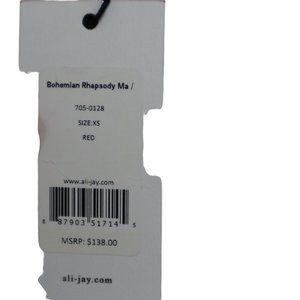 Bohemian Rhapsody Ma /
705-0128
SIZE:XS
RED
www.ali-jay.com
8 87903 51714 5
MSRP: $138.00
ali-jay.com